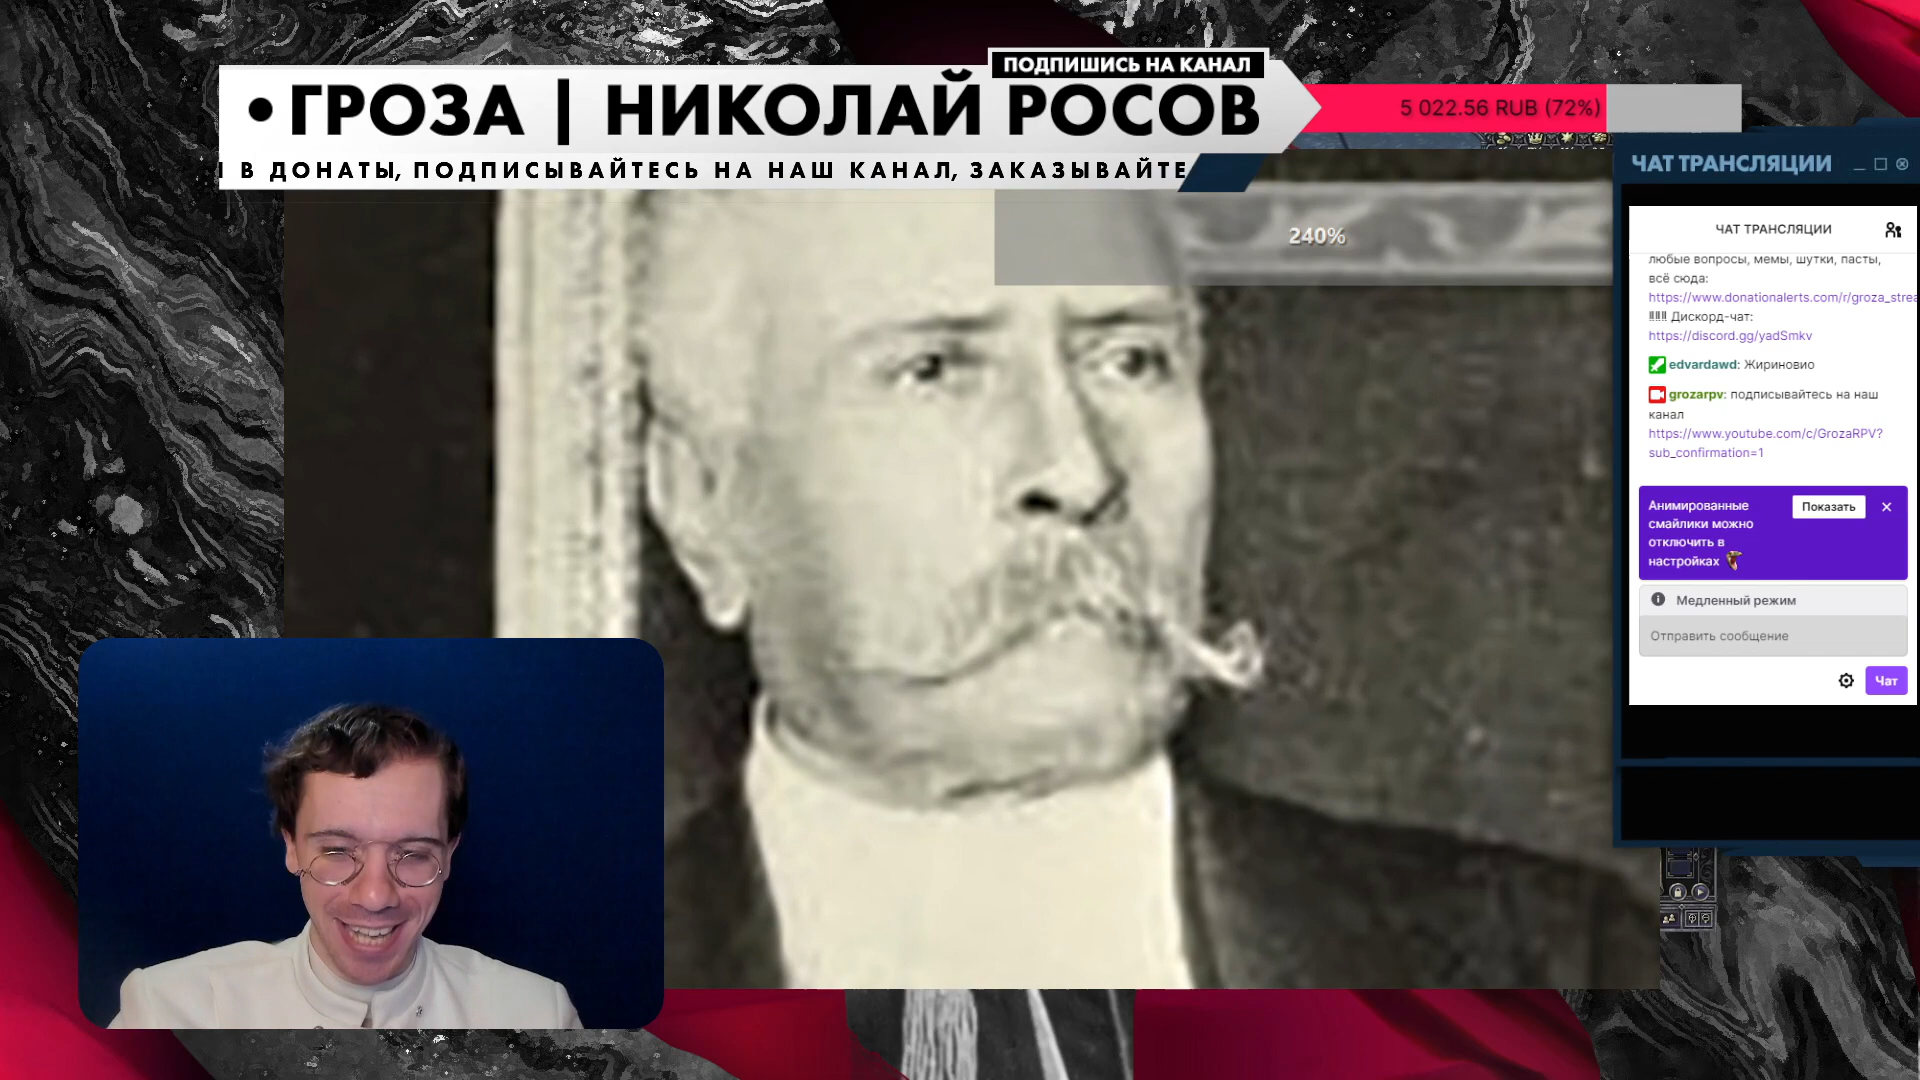 ПОДПИШИСЬ НА КАНАЛ
•ГРОЗА | НИКОЛАЙ РОСОВ
5 022.56 RUB (72%)
В ДОНАТЫ, ПОДПИСЫВАЙТЕСЬ НА НАШ КАНАЛ, ЗАКАЗЫВАЙТЕ
240%
ЧАТ ТРАНСЛЯЦИИ
ЧАТ ТРАНСЛЯЦИИ
любые вопросы, мемы, шутки, пасты,
всё сюда:
https://www.donationalerts.com/r/groza_strea
!!!!! Дискорд-чат:
https://discord.gg/yadSmkv
edvardawd: Жириновио
grozarpv: подписывайтесь на наш
канал
https://www.youtube.com/c/GrozaRPV?
sub_confirmation=1
Анимированные
смайлики можно
отключить в
настройках
Показать
Медленный режим
Отправить сообщение
Чат